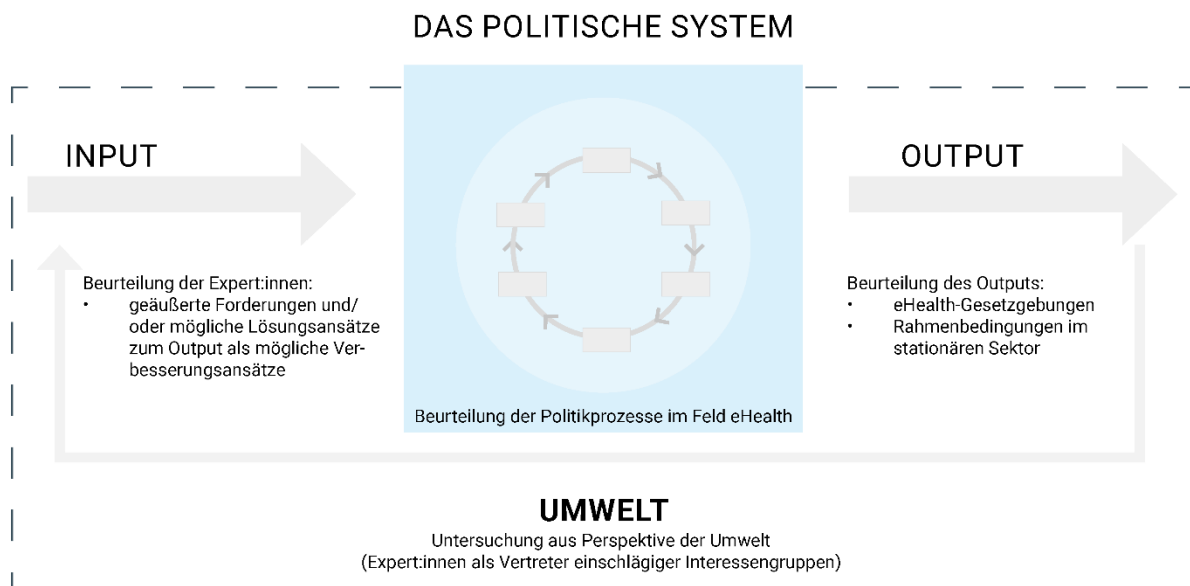 DAS POLITISCHE SYSTEM
INPUT
Beurteilung der Expert:innen:
• geäußerte Forderungen und/
oder mögliche Lösungsansätze
zum Output als mögliche Ver-
besserungsansätze
Beurteilung der Politikprozesse im Feld eHealth
OUTPUT
Beurteilung des Outputs:
• eHealth-Gesetzgebungen
• Rahmenbedingungen im
stationären Sektor
UMWELT
Untersuchung aus Perspektive der Umwelt
(Expert:innen als Vertreter einschlägiger Interessengruppen)